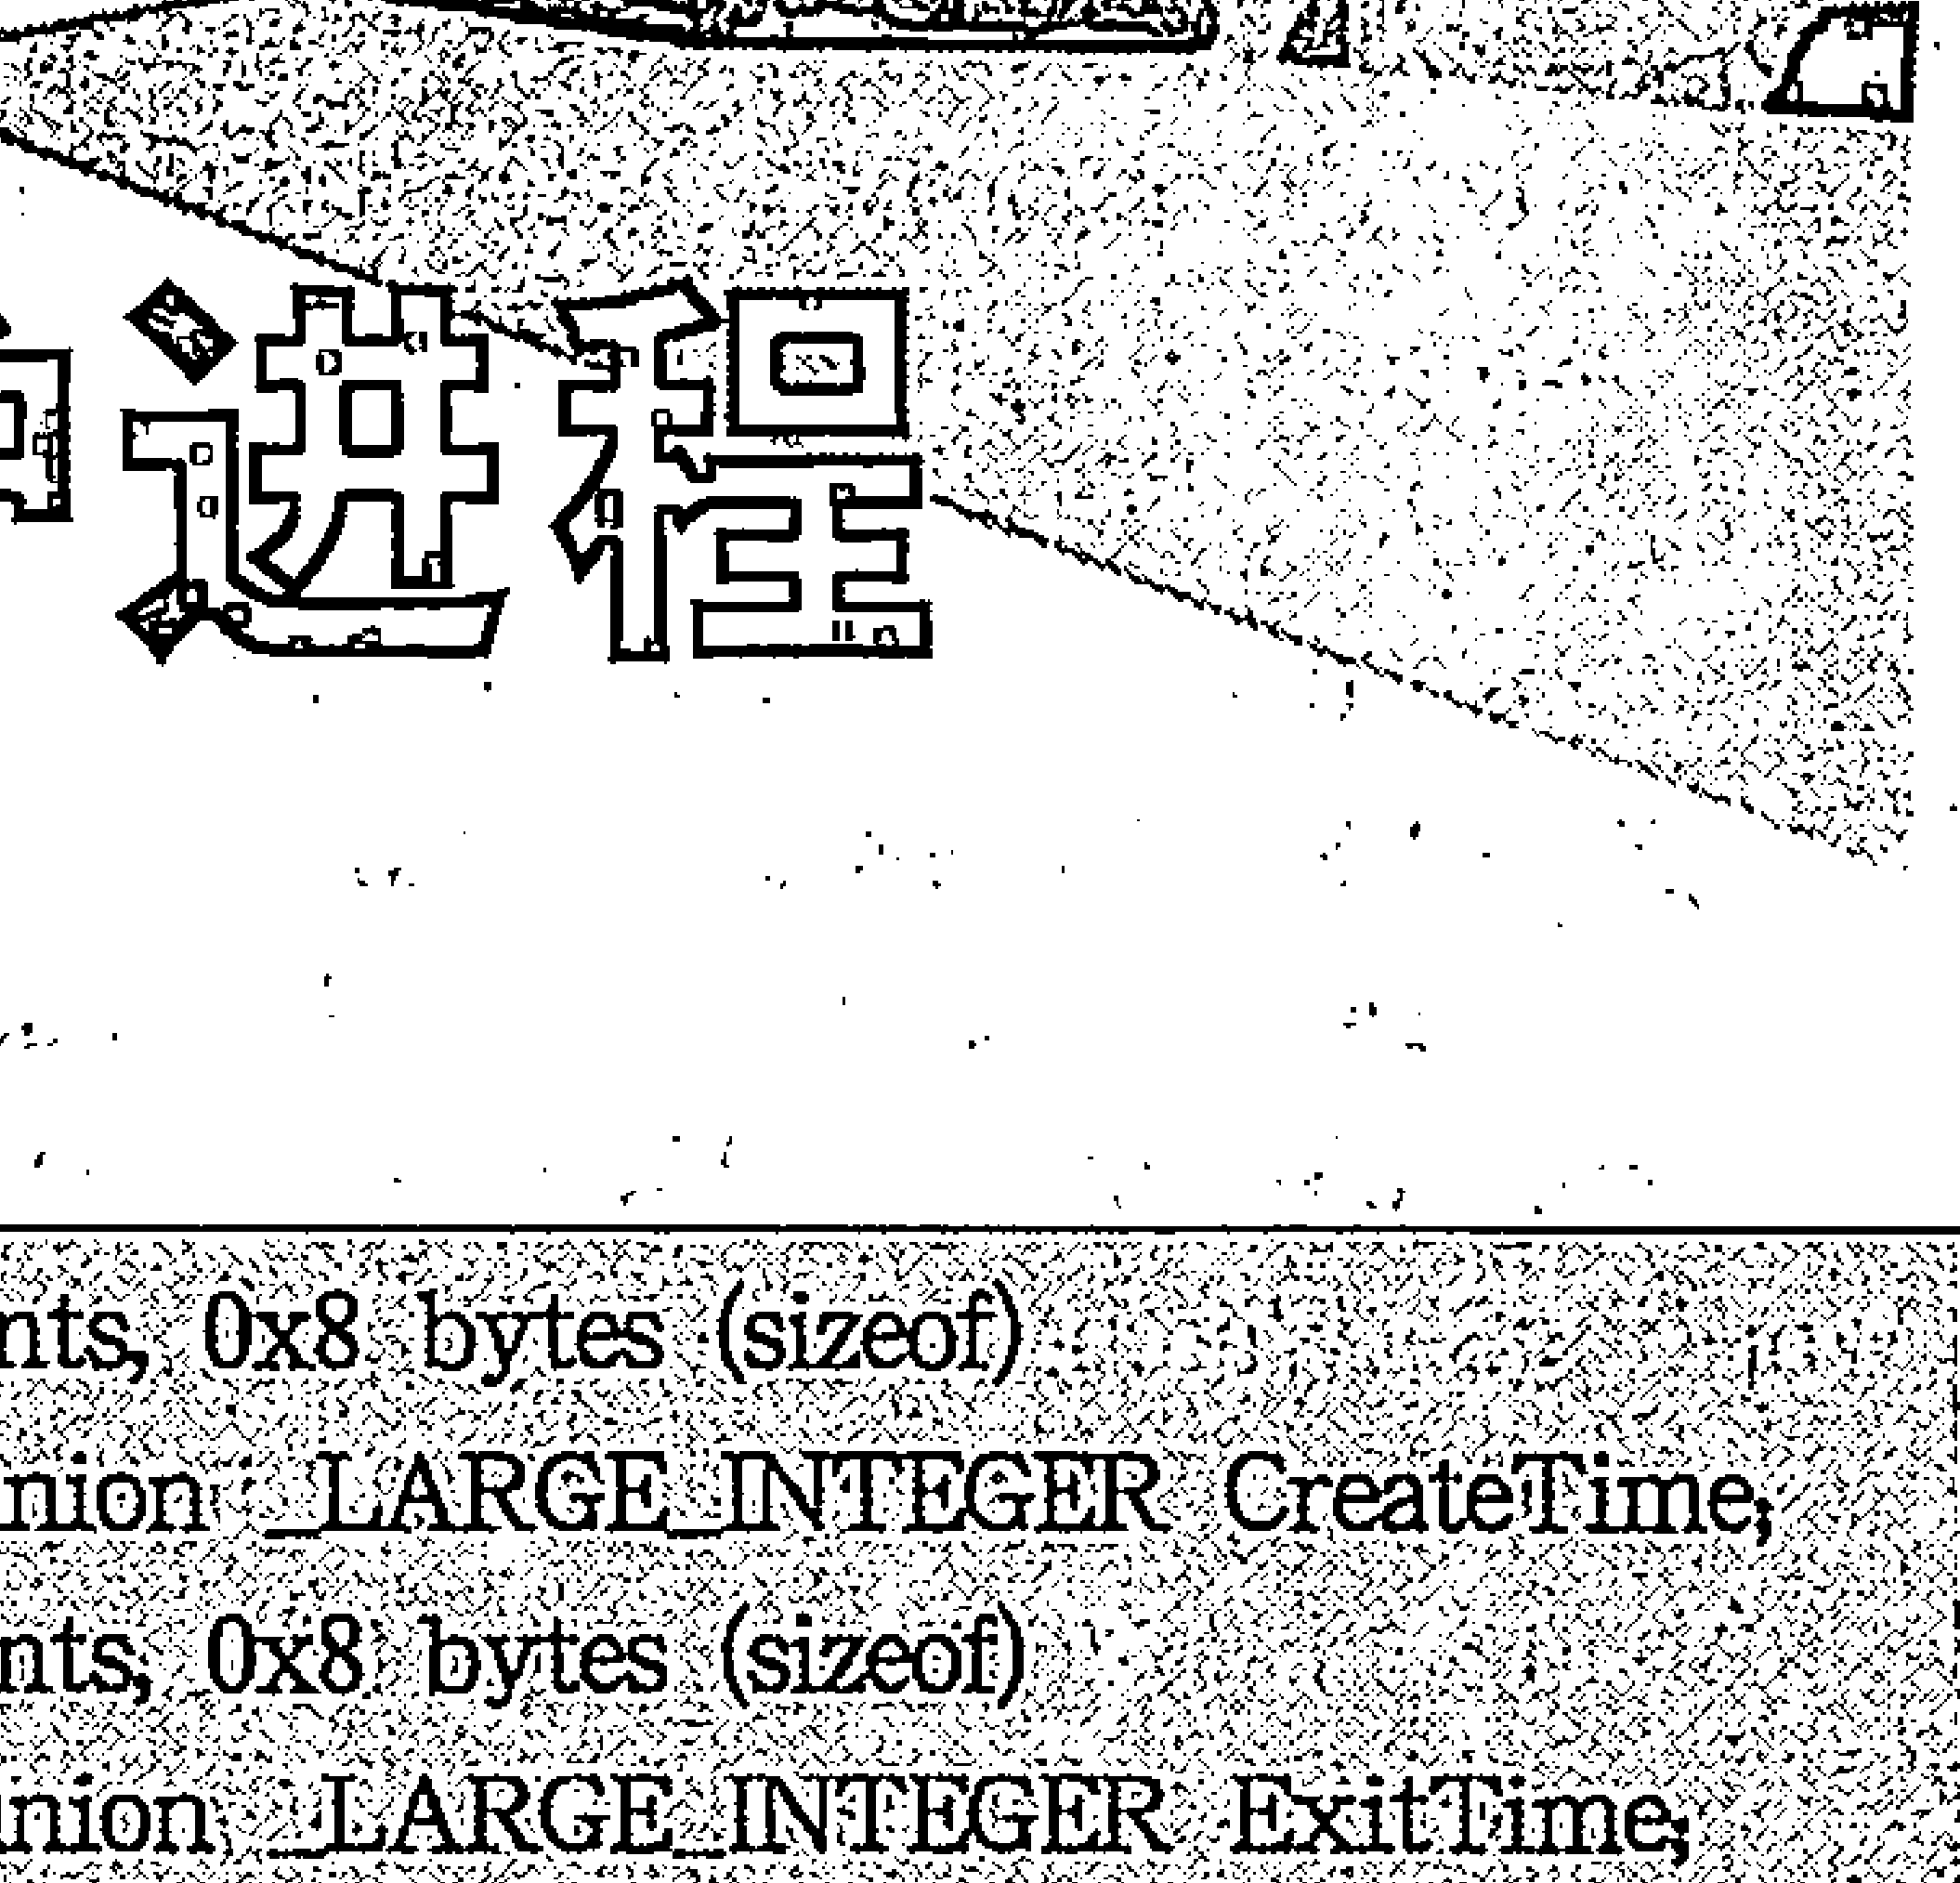 进程
nts, 0x8 bytes (sizeof)
nion _LARGE_INTEGER CreateTime;
nts, 0x8 bytes (sizeof)
nion _LARGE_INTEGER ExitTime;